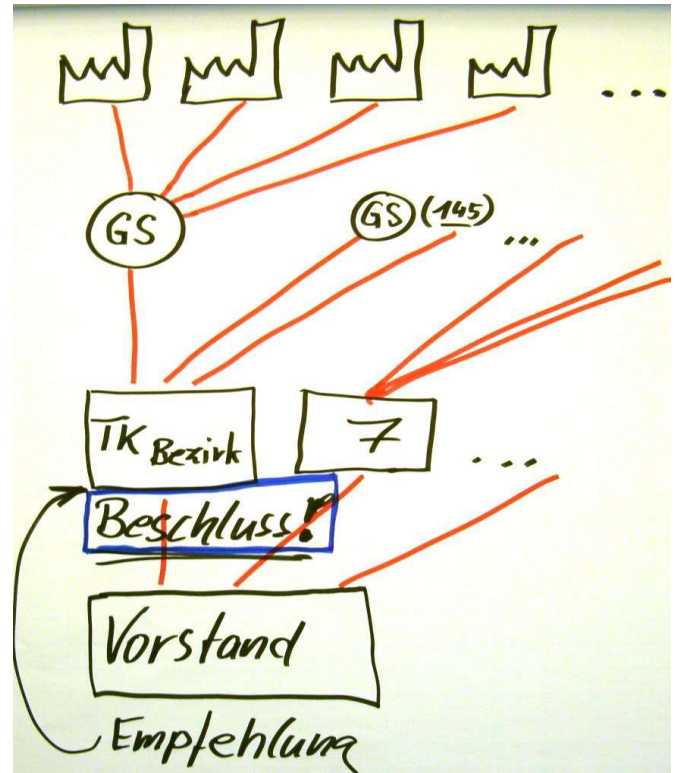 ...
GS
GS (145) ...
TK Bezirk
7
...
Beschluss!
Vorstand
Empfehlung